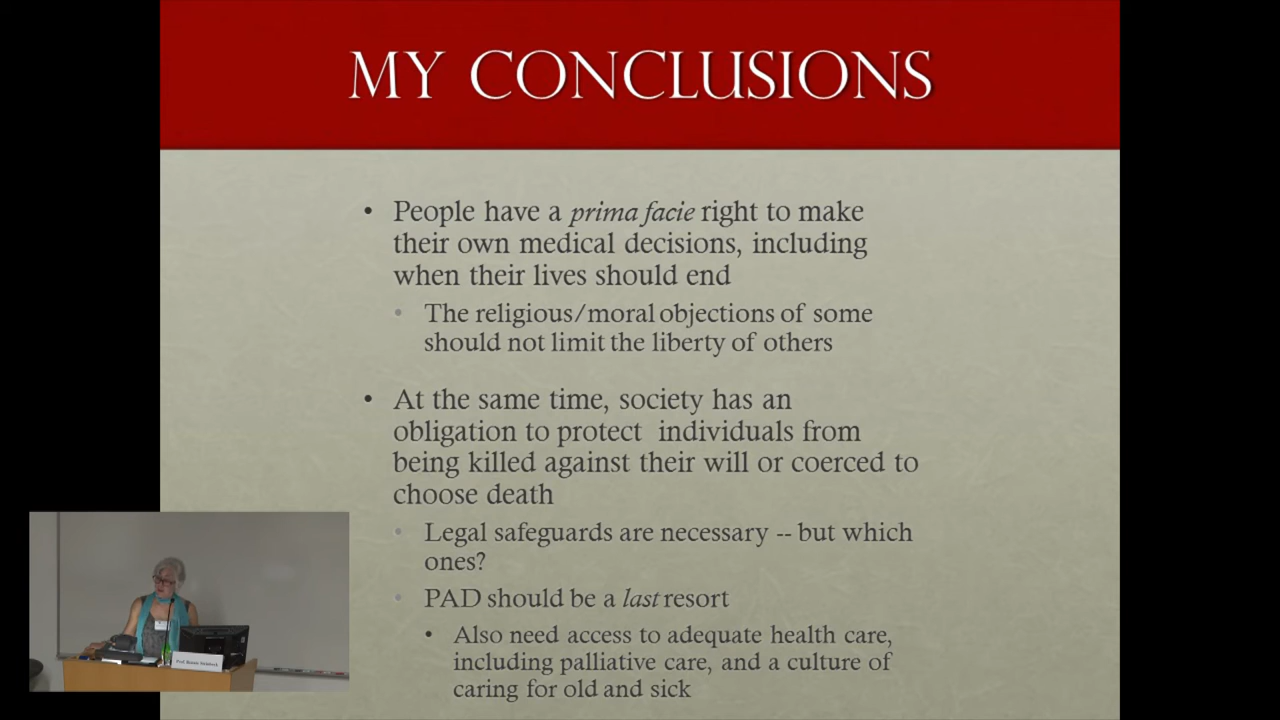 MY CONCLUSIONS
• People have a prima facie right to make
their own medical decisions, including
when their lives should end
• The religious/moral objections of some
should not limit the liberty of others
• At the same time, society has an
obligation to protect individuals from
being killed against their will or coerced to
choose death
• Legal safeguards are necessary -- but which
ones?
• PAD should be a last resort
• Also need access to adequate health care,
including palliative care, and a culture of
caring for old and sick
Prof. Bonnie Steinbock